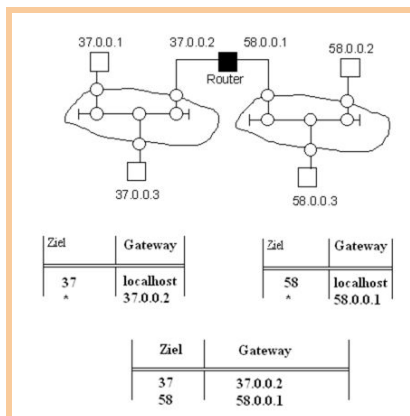 37.0.0.1 37.0.0.2 58.0.0.1 58.0.0.2
Router
37.0.0.3 58.0.0.3
Ziel Gateway
37 localhost
* 37.0.0.2
Ziel Gateway
58 localhost
* 58.0.0.1
Ziel Gateway
37 37.0.0.2
58 58.0.0.1